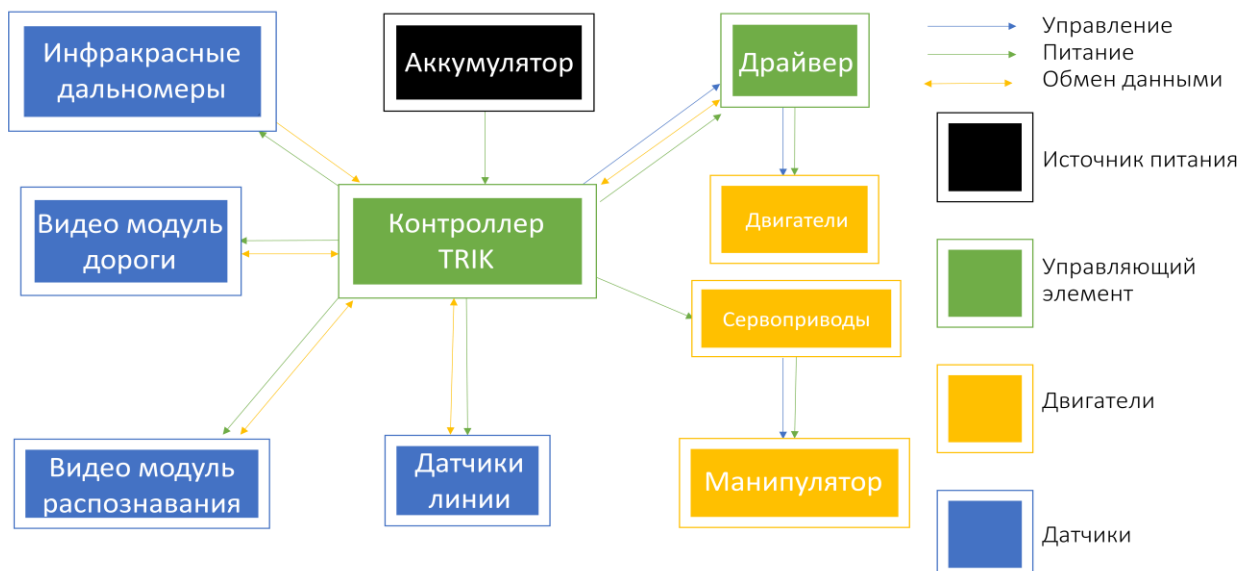 Инфракрасные
дальномеры
Аккумулятор
Драйвер
Управление
Питание
Обмен данными
Источник питания
Видео модуль
дороги
Контроллер
TRIK
Двигатели
Управляющий
элемент
Сервоприводы
Двигатели
Видео модуль
распознавания
Датчики
линии
Манипулятор
Датчики